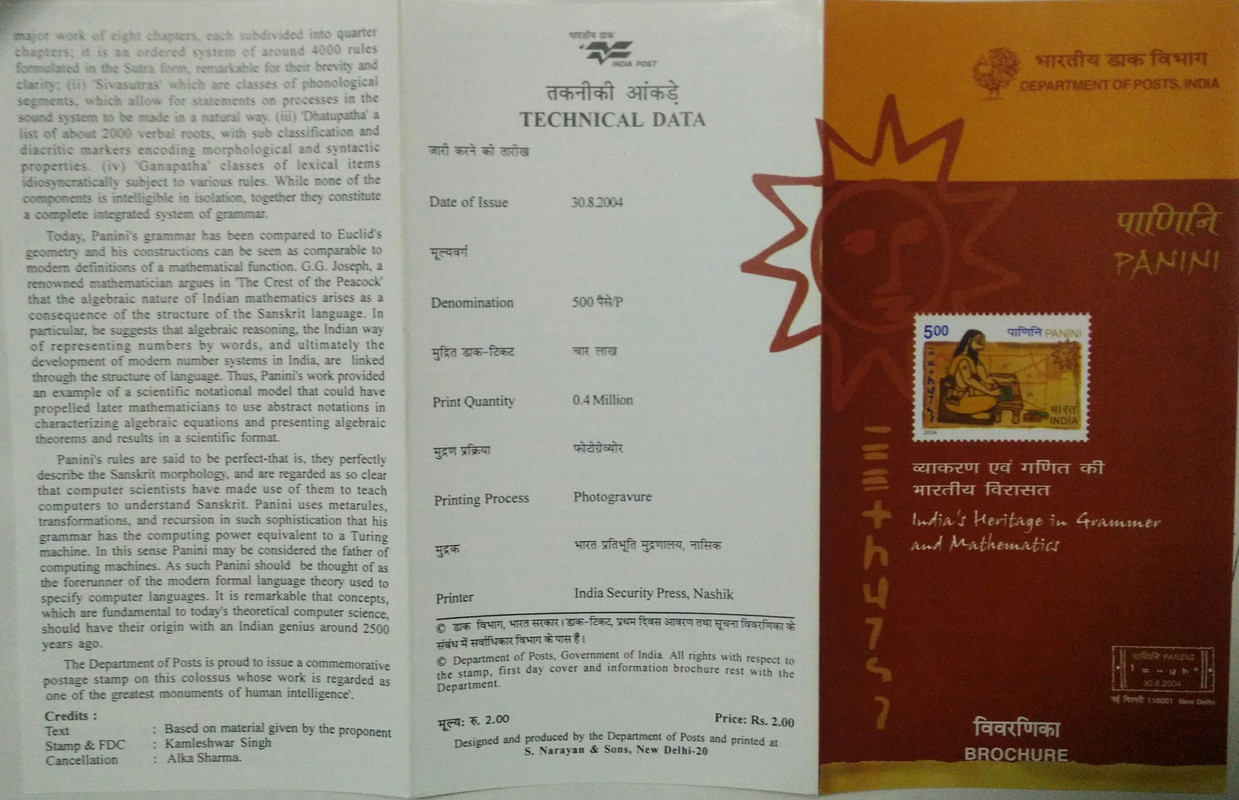 major work of eight chapters, each subdivided into quarter
chapters; it is an ordered system of around 4000 rules
formulated in the Sutra form, remarkable for their brevity and
clarity; (ii) 'Sivasutras' which are classes of phonological
segments, which allow for statements on processes in the
sound system to be made in a natural way. (iii) 'Dhatupatha' a
list of about 2000 verbal roots, with sub classification and
diacritic markers encoding morphological and syntactic
properties. (iv) 'Ganapatha' classes of lexical items
idiosyncratically subject to various rules. While none of the
components is intelligible in isolation, together they constitute
a complete integrated system of grammar.
Today, Panini's grammar has been compared to Euclid's
geometry and his constructions can be seen as comparable to
modern definitions of a mathematical function. G.G. Joseph, a
renowned mathematician argues in 'The Crest of the Peacock'
that the algebraic nature of Indian mathematics arises as a
consequence of the structure of the Sanskrit language. In
particular, he suggests that algebraic reasoning, the Indian way
of representing numbers by words, and ultimately the
development of modern number systems in India, are linked
through the structure of language. Thus, Panini's work provided
an example of a scientific notational model that could have
propelled later mathematicians to use abstract notations in
characterizing algebraic equations and presenting algebraic
theorems and results in a scientific format.
Panini's rules are said to be perfect-that is, they perfectly
describe the Sanskrit morphology, and are regarded as so clear
that computer scientists have made use of them to teach
computers to understand Sanskrit. Panini uses metarules,
transformations, and recursion in such sophistication that his
grammar has the computing power equivalent to a Turing
machine. In this sense Panini may be considered the father of
computing machines. As such Panini should be thought of as
the forerunner of the modern formal language theory used to
specify computer languages. It is remarkable that concepts,
which are fundamental to today's theoretical computer science,
should have their origin with an Indian genius around 2500
years ago.
The Department of Posts is proud to issue a commemorative
postage stamp on this colossus whose work is regarded as
one of the greatest monuments of human intelligence'.
Credits :
Text : Based on material given by the proponent
Stamp & FDC : Kamleshwar Singh
Cancellation : Alka Sharma.
भारतीय डाक
INDIA POST
तकनीकी आंकड़े
TECHNICAL DATA
जारी करने की तारीख
Date of Issue 30.8.2004
मूल्यवर्ग
Denomination 500 पैसे/P
मुद्रित डाक-टिकट चार लाख
Print Quantity 0.4 Million
मुद्रण प्रक्रिया फोटोग्रेव्योर
Printing Process Photogravure
मुद्रक भारत प्रतिभूति मुद्रणालय, नासिक
Printer India Security Press, Nashik
© डाक विभाग, भारत सरकार। डाक-टिकट, प्रथम दिवस आवरण तथा सूचना विवरणिका के
संबंध में सर्वाधिकार विभाग के पास है।
© Department of Posts, Government of India. All rights with respect to
the stamp, first day cover and information brochure rest with the
Department.
मूल्य: रु. 2.00 Price: Rs. 2.00
Designed and produced by the Department of Posts and printed at
S. Narayan & Sons, New Delhi-20
भारतीय डाक विभाग
DEPARTMENT OF POSTS, INDIA
पाणिनि
PANINI
500 पाणिनि PANINI
भारत
INDIA
2004
व्याकरण एवं गणित की
भारतीय विरासत
India's Heritage in Grammer
and Mathematics
पाणिनि PANINI
30.8.2004
नई दिल्ली 110001 New Delhi
विवरणिका
BROCHURE